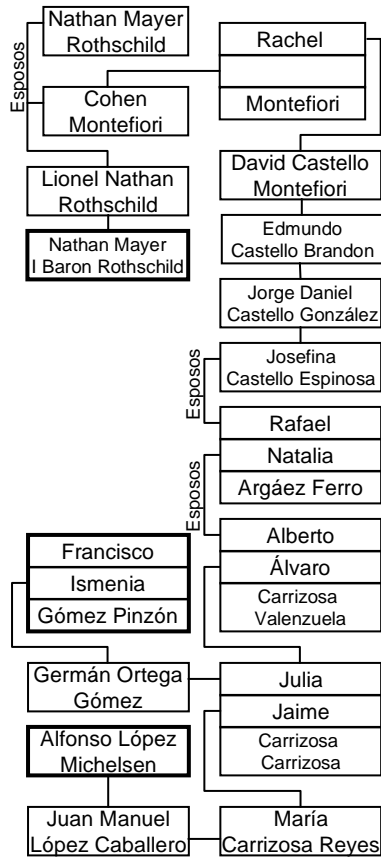 Nathan Mayer
Rothschild
Esposos
Cohen
Montefiori
Rachel
Montefiori
Lionel Nathan
Rothschild
Nathan Mayer
I Baron Rothschild
David Castello
Montefiori
Edmundo
Castello Brandon
Jorge Daniel
Castello González
Josefina
Castello Espinosa
Esposos
Rafael
Natalia
Argáez Ferro
Esposos
Alberto
Álvaro
Carrizosa
Valenzuela
Francisco
Ismenia
Gómez Pinzón
Germán Ortega
Gómez
Julia
Jaime
Carrizosa
Carrizosa
Alfonso López
Michelsen
Juan Manuel
López Caballero
María
Carrizosa Reyes